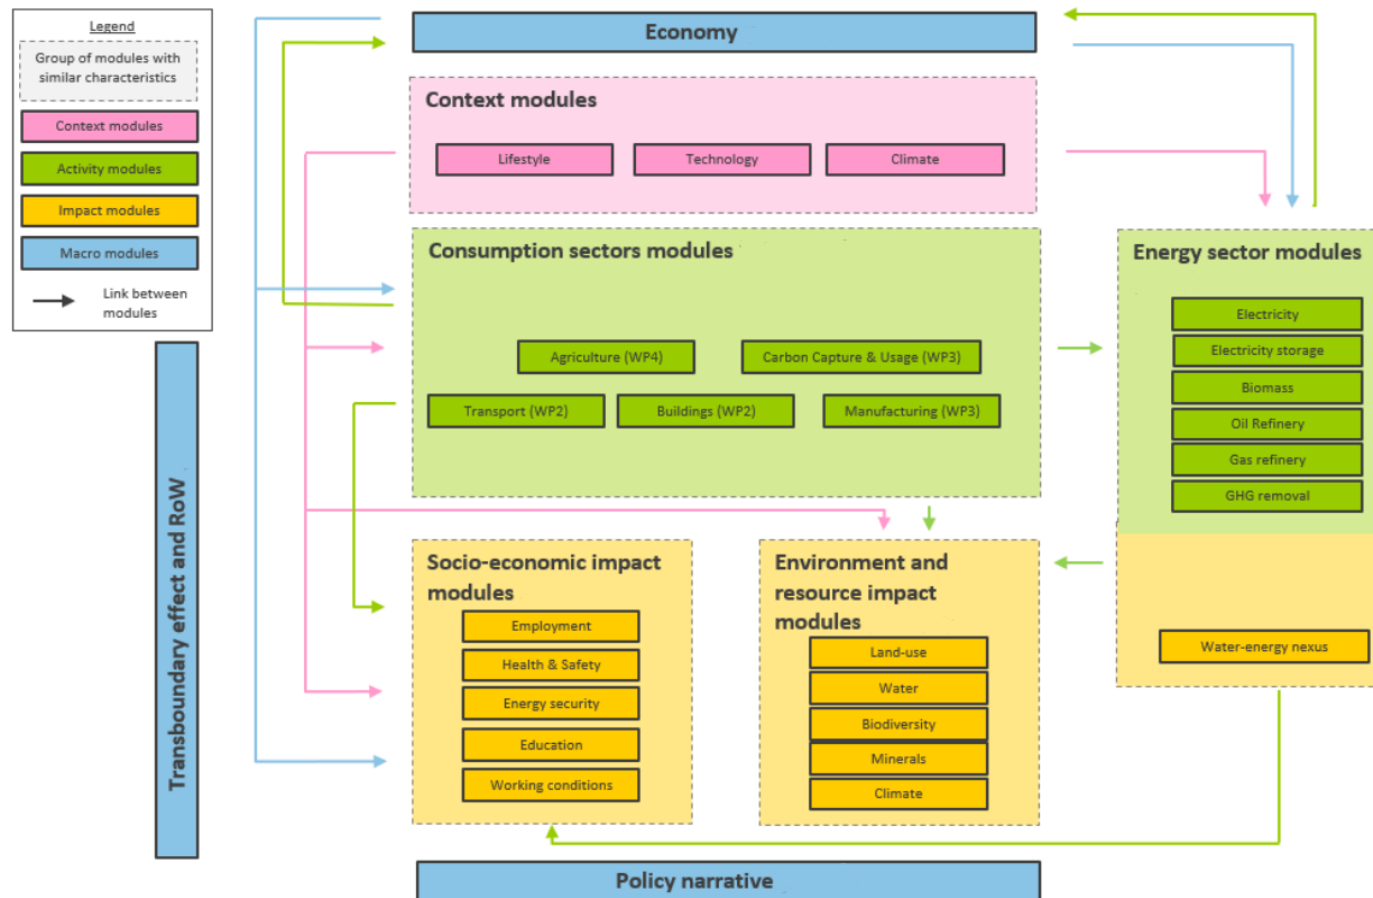 Legend
Group of modules with
similar characteristics
Context modules
Activity modules
Impact modules
Macro modules
Link between
modules
Transboundary effect and RoW
Economy
Context modules
Lifestyle
Technology
Climate
Consumption sectors modules
Agriculture (WP4)
Carbon Capture & Usage (WP3)
Transport (WP2)
Buildings (WP2)
Manufacturing (WP3)
Energy sector modules
Electricity
Electricity storage
Biomass
Oil Refinery
Gas refinery
GHG removal
Water-energy nexus
Socio-economic impact
modules
Employment
Health & Safety
Energy security
Education
Working conditions
Environment and
resource impact
modules
Land-use
Water
Biodiversity
Minerals
Climate
Policy narrative